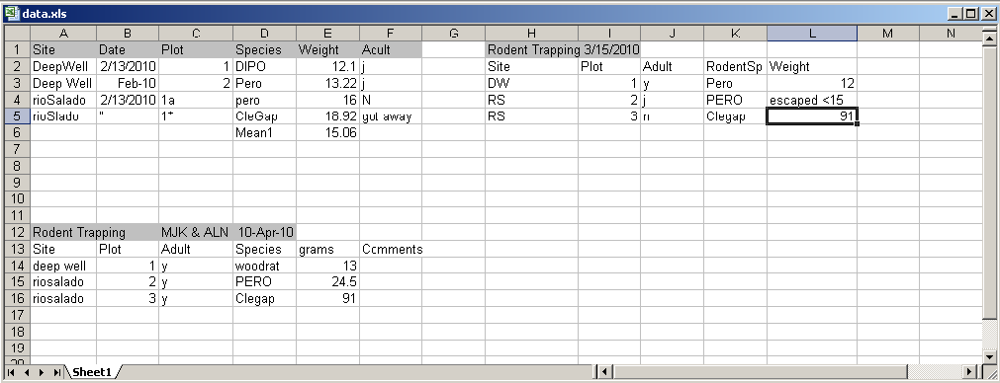 data.xls
A B C D E F G H I J K L M N
1 Site Date Plot Species Weight Acult Rodent Trapping 3/15/2010
2 DeepWell 2/13/2010 1 DIPO 12.1 j Site Plot Adult RodentSp Weight
3 Deep Well Feb-10 2 Pero 13.22 j DW 1 y Pero 12
4 rioSalado 2/13/2010 1a pero 16 N RS 2 j PERO escaped <15
5 rioSlado " 1* CleGap 18.92 got away RS 3 n Clegap 91
6 Mean1 15.06
7
8
9
10
11
12 Rodent Trapping MJK & ALN 10-Apr-10
13 Site Plot Adult Species grams Comments
14 deep well 1 y woodrat 13
15 riosalado 2 y PERO 24.5
16 riosalado 3 y Clegap 91
17
18
19
20
Sheet1